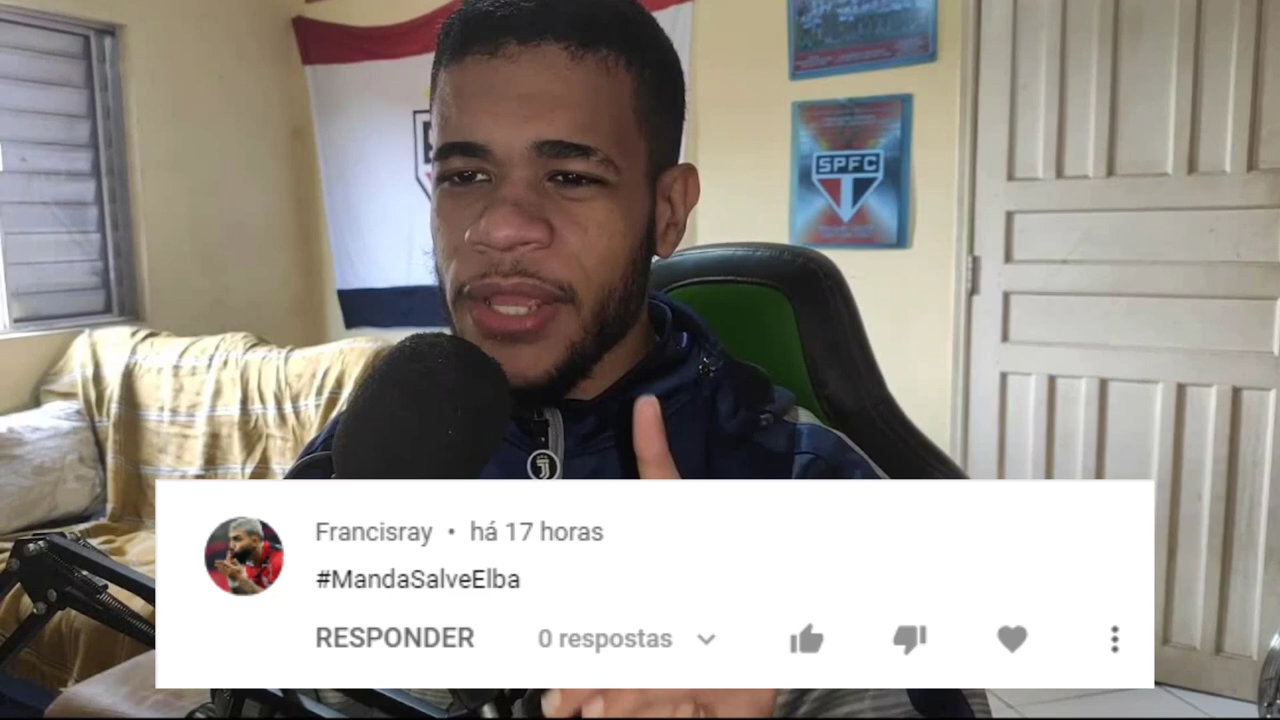 SPFC
Francisray • há 17 horas
#MandaSalveElba
RESPONDER 0 respostas